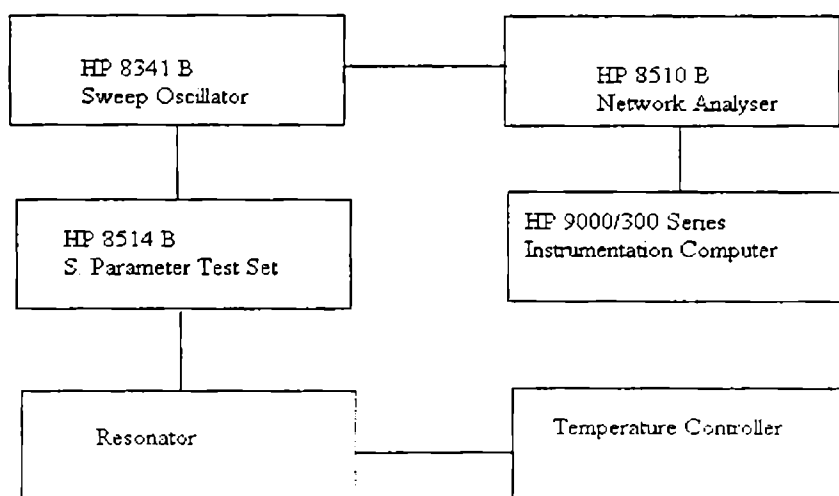 HP 8341 B
Sweep Oscillator
HP 8510 B
Network Analyser
HP 8514 B
S. Parameter Test Set
HP 9000/300 Series
Instrumentation Computer
Resonator
Temperature Controller